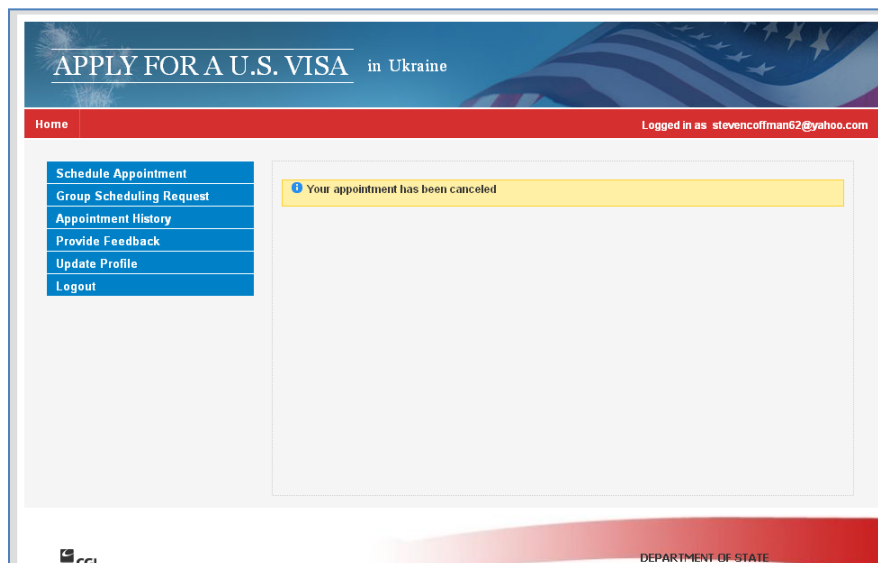 APPLY FOR A U.S. VISA in Ukraine
Home
Logged in as stevencoffman62@yahoo.com
Schedule Appointment
Group Scheduling Request
Appointment History
Provide Feedback
Update Profile
Logout
Your appointment has been canceled
CGI
DEPARTMENT OF STATE